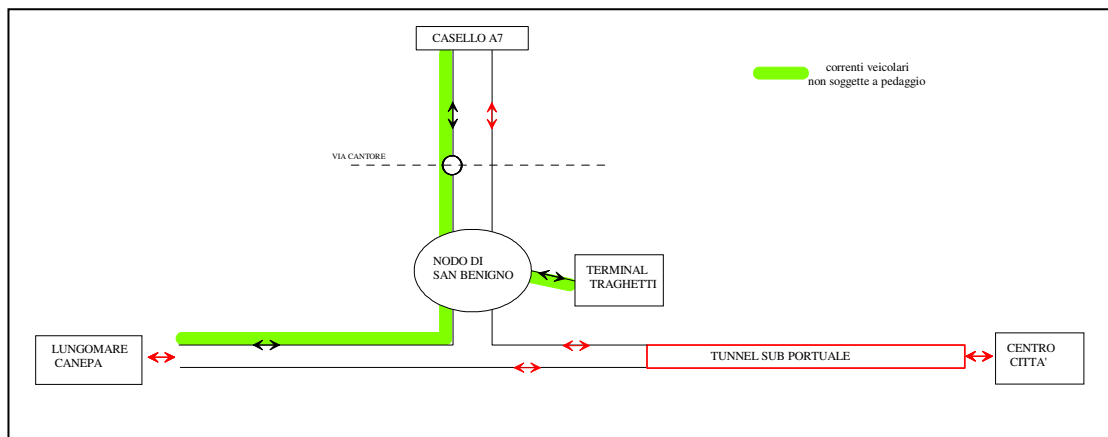 CASELLO A7
correnti veicolari
non soggette a pedaggio
VIA CANTORE
NODO DI
SAN BENIGNO
TERMINAL
TRAGHETTI
LUNGOMARE
CANEPA
TUNNEL SUB PORTUALE
CENTRO
CITTA'